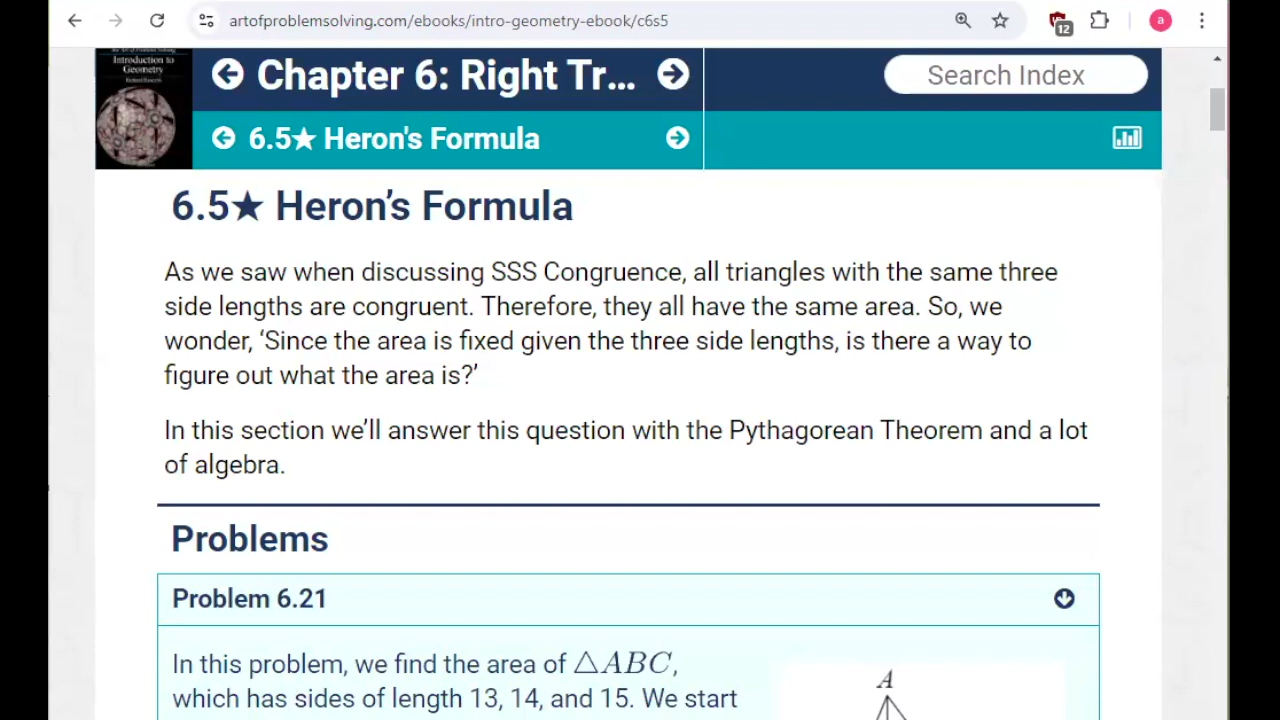 artofproblemsolving.com/ebooks/intro-geometry-ebook/c6s5
12
a
Introduction to
Geometry
Chapter 6: Right Tr...
Search Index
6.5★ Heron's Formula
6.5★ Heron’s Formula
As we saw when discussing SSS Congruence, all triangles with the same three
side lengths are congruent. Therefore, they all have the same area. So, we
wonder, ‘Since the area is fixed given the three side lengths, is there a way to
figure out what the area is?’
In this section we’ll answer this question with the Pythagorean Theorem and a lot
of algebra.
Problems
Problem 6.21
In this problem, we find the area of △ABC,
which has sides of length 13, 14, and 15. We start
A